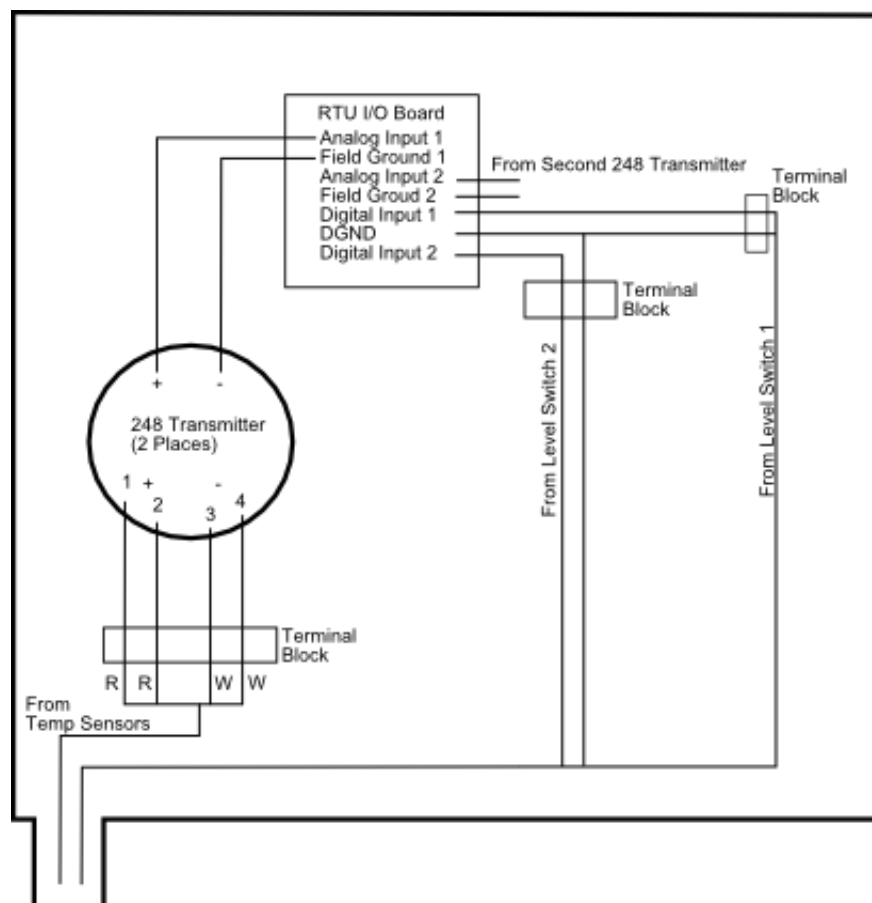 RTU I/O Board
Analog Input 1
Field Ground 1
Analog Input 2
Field Groud 2
Digital Input 1
DGND
Digital Input 2
From Second 248 Transmitter
Terminal
Block
Terminal
Block
From Level Switch 2
From Level Switch 1
+ -
248 Transmitter
(2 Places)
1 + - 4
2 3
Terminal
Block
R R W W
From
Temp Sensors